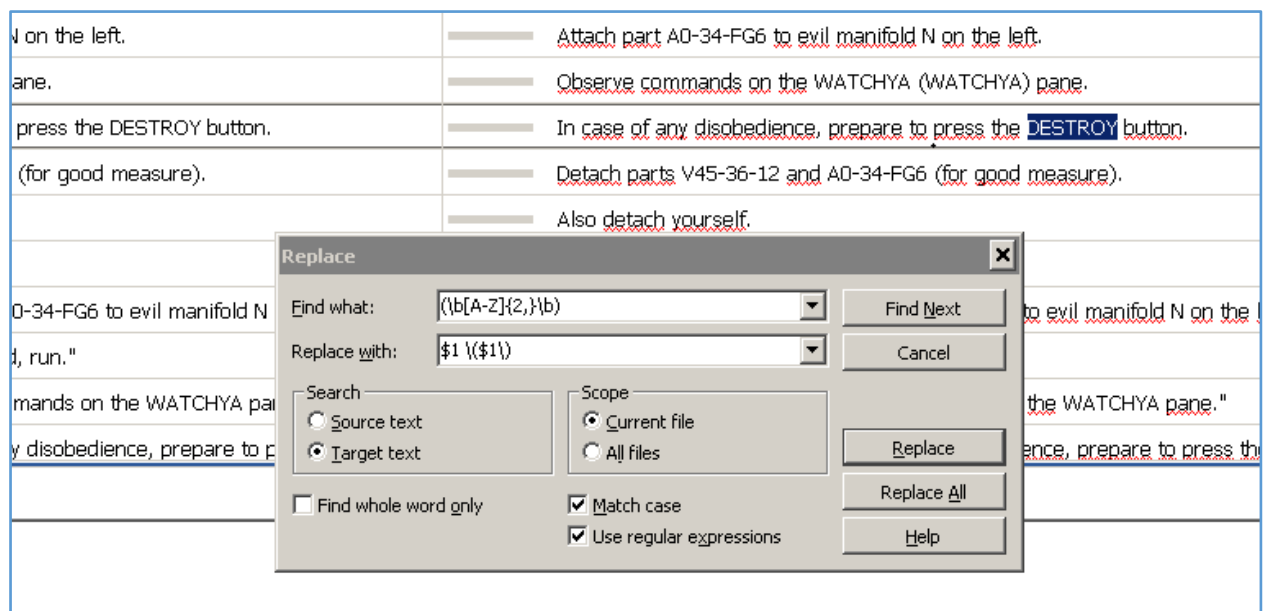 N on the left. Attach part A0-34-FG6 to evil manifold N on the left.
ane. Observe commands on the WATCHYA (WATCHYA) pane.
press the DESTROY button. In case of any disobedience, prepare to press the DESTROY button.
(for good measure). Detach parts V45-36-12 and A0-34-FG6 (for good measure).
Also detach yourself.
Replace
0-34-FG6 to evil manifold N
to evil manifold N on the
Find what: (\b[A-Z]{2,}\b) Find Next
d, run."
Replace with: $1 \($1\) Cancel
mands on the WATCHYA
the WATCHYA pane."
Search Scope
Source text Current file
y disobedience, prepare to
ence, prepare to press
Target text All files Replace
Replace All
Find whole word only Match case
Use regular expressions Help